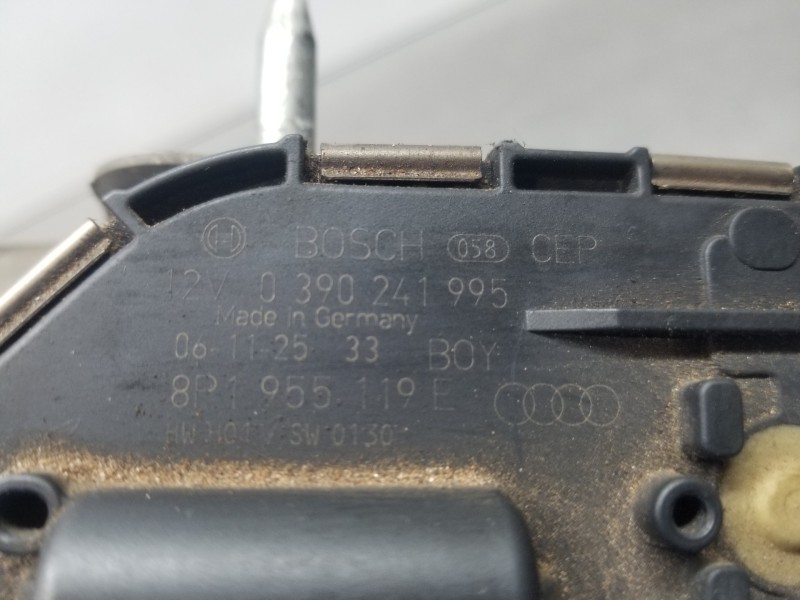 BOSCH 058 CEP
12V 0 390 241 995
Made in Germany
06-11-25 33 BOY
8P1 955 119 E
HW H01 / SW 0130